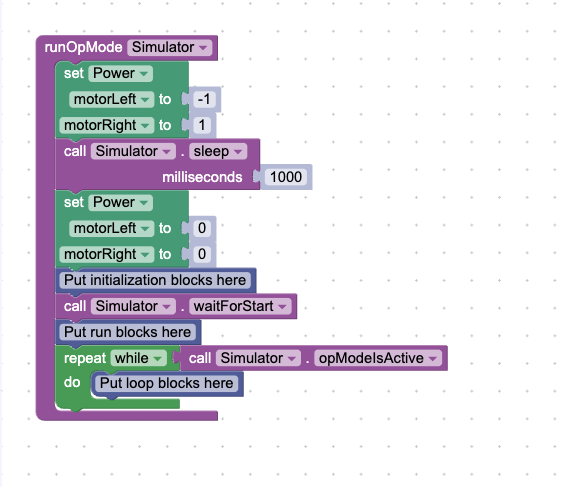 runOpMode Simulator
set Power
motorLeft to -1
motorRight to 1
call Simulator . sleep
milliseconds 1000
set Power
motorLeft to 0
motorRight to 0
Put initialization blocks here
call Simulator . waitForStart
Put run blocks here
repeat while call Simulator . opModeIsActive
do Put loop blocks here